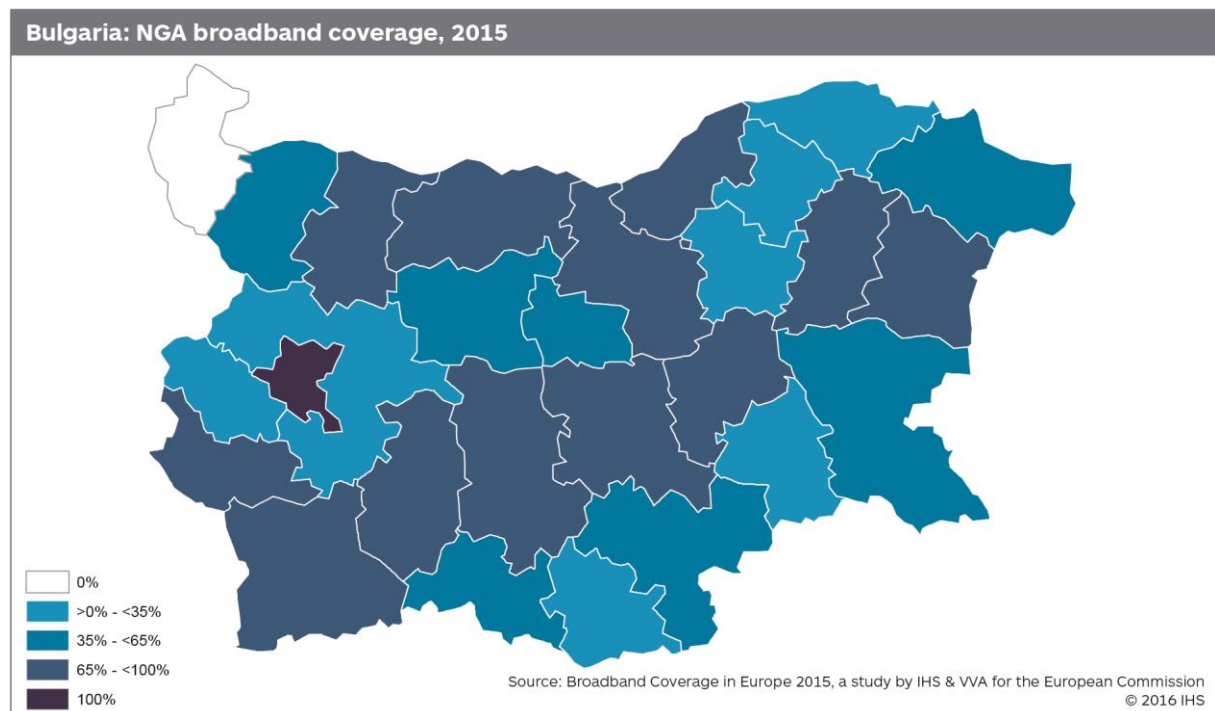 Bulgaria: NGA broadband coverage, 2015
0%
>0% - <35%
35% - <65%
65% - <100%
100%
Source: Broadband Coverage in Europe 2015, a study by IHS & VVA for the European Commission
© 2016 IHS